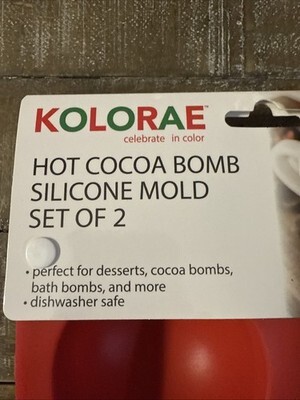 KOLORAE™
celebrate in color
HOT COCOA BOMB
SILICONE MOLD
SET OF 2
• perfect for desserts, cocoa bombs,
bath bombs, and more
• dishwasher safe